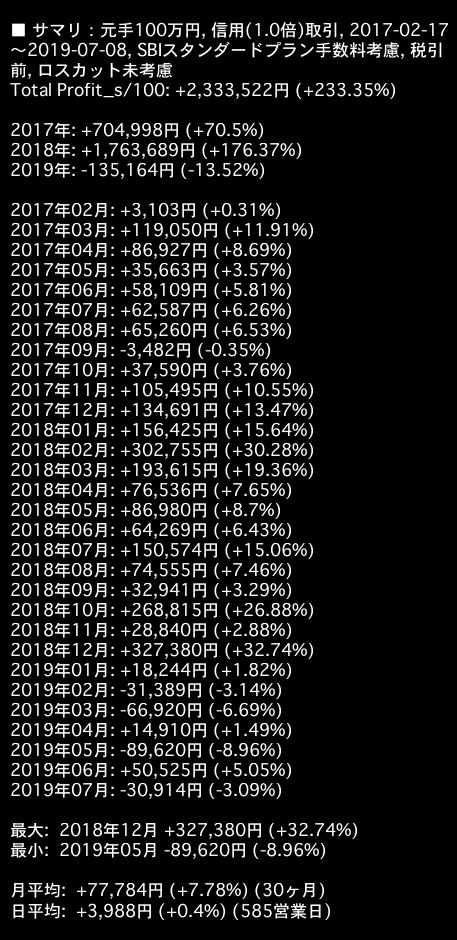 ■ サマリ：元手100万円, 信用(1.0倍)取引, 2017-02-17
～2019-07-08, SBIスタンダードプラン手数料考慮, 税引
前, ロスカット未考慮
Total Profit_s/100: +2,333,522円 (+233.35%)
2017年: +704,998円 (+70.5%)
2018年: +1,763,689円 (+176.37%)
2019年: -135,164円 (-13.52%)
2017年02月: +3,103円 (+0.31%)
2017年03月: +119,050円 (+11.91%)
2017年04月: +86,927円 (+8.69%)
2017年05月: +35,663円 (+3.57%)
2017年06月: +58,109円 (+5.81%)
2017年07月: +62,587円 (+6.26%)
2017年08月: +65,260円 (+6.53%)
2017年09月: -3,482円 (-0.35%)
2017年10月: +37,590円 (+3.76%)
2017年11月: +105,495円 (+10.55%)
2017年12月: +134,691円 (+13.47%)
2018年01月: +156,425円 (+15.64%)
2018年02月: +302,755円 (+30.28%)
2018年03月: +193,615円 (+19.36%)
2018年04月: +76,536円 (+7.65%)
2018年05月: +86,980円 (+8.7%)
2018年06月: +64,269円 (+6.43%)
2018年07月: +150,574円 (+15.06%)
2018年08月: +74,555円 (+7.46%)
2018年09月: +32,941円 (+3.29%)
2018年10月: +268,815円 (+26.88%)
2018年11月: +28,840円 (+2.88%)
2018年12月: +327,380円 (+32.74%)
2019年01月: +18,244円 (+1.82%)
2019年02月: -31,389円 (-3.14%)
2019年03月: -66,920円 (-6.69%)
2019年04月: +14,910円 (+1.49%)
2019年05月: -89,620円 (-8.96%)
2019年06月: +50,525円 (+5.05%)
2019年07月: -30,914円 (-3.09%)
最大:  2018年12月 +327,380円 (+32.74%)
最小:  2019年05月 -89,620円 (-8.96%)
月平均:  +77,784円 (+7.78%) (30ヶ月)
日平均:  +3,988円 (+0.4%) (585営業日)